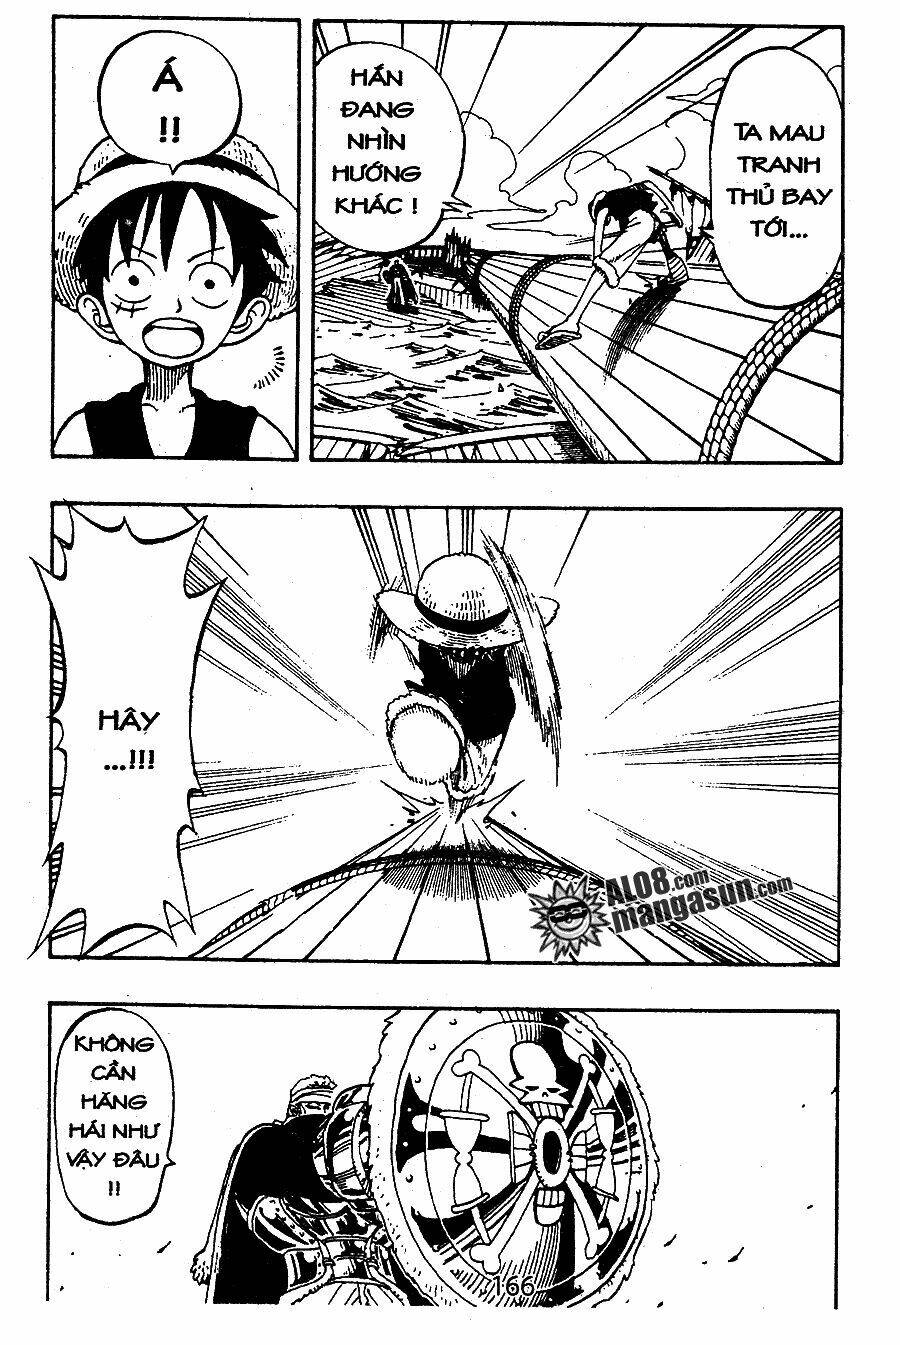 Á
!!
HẮN
ĐANG
NHÌN
HƯỚNG
KHÁC !
TA MAU
TRANH
THỦ BAY
TỚI...
HÂY
...!!!
AL08.com
mangasun.com
KHÔNG
CẦN
HĂNG
HÁI NHƯ
VẬY ĐÂU
!!
166